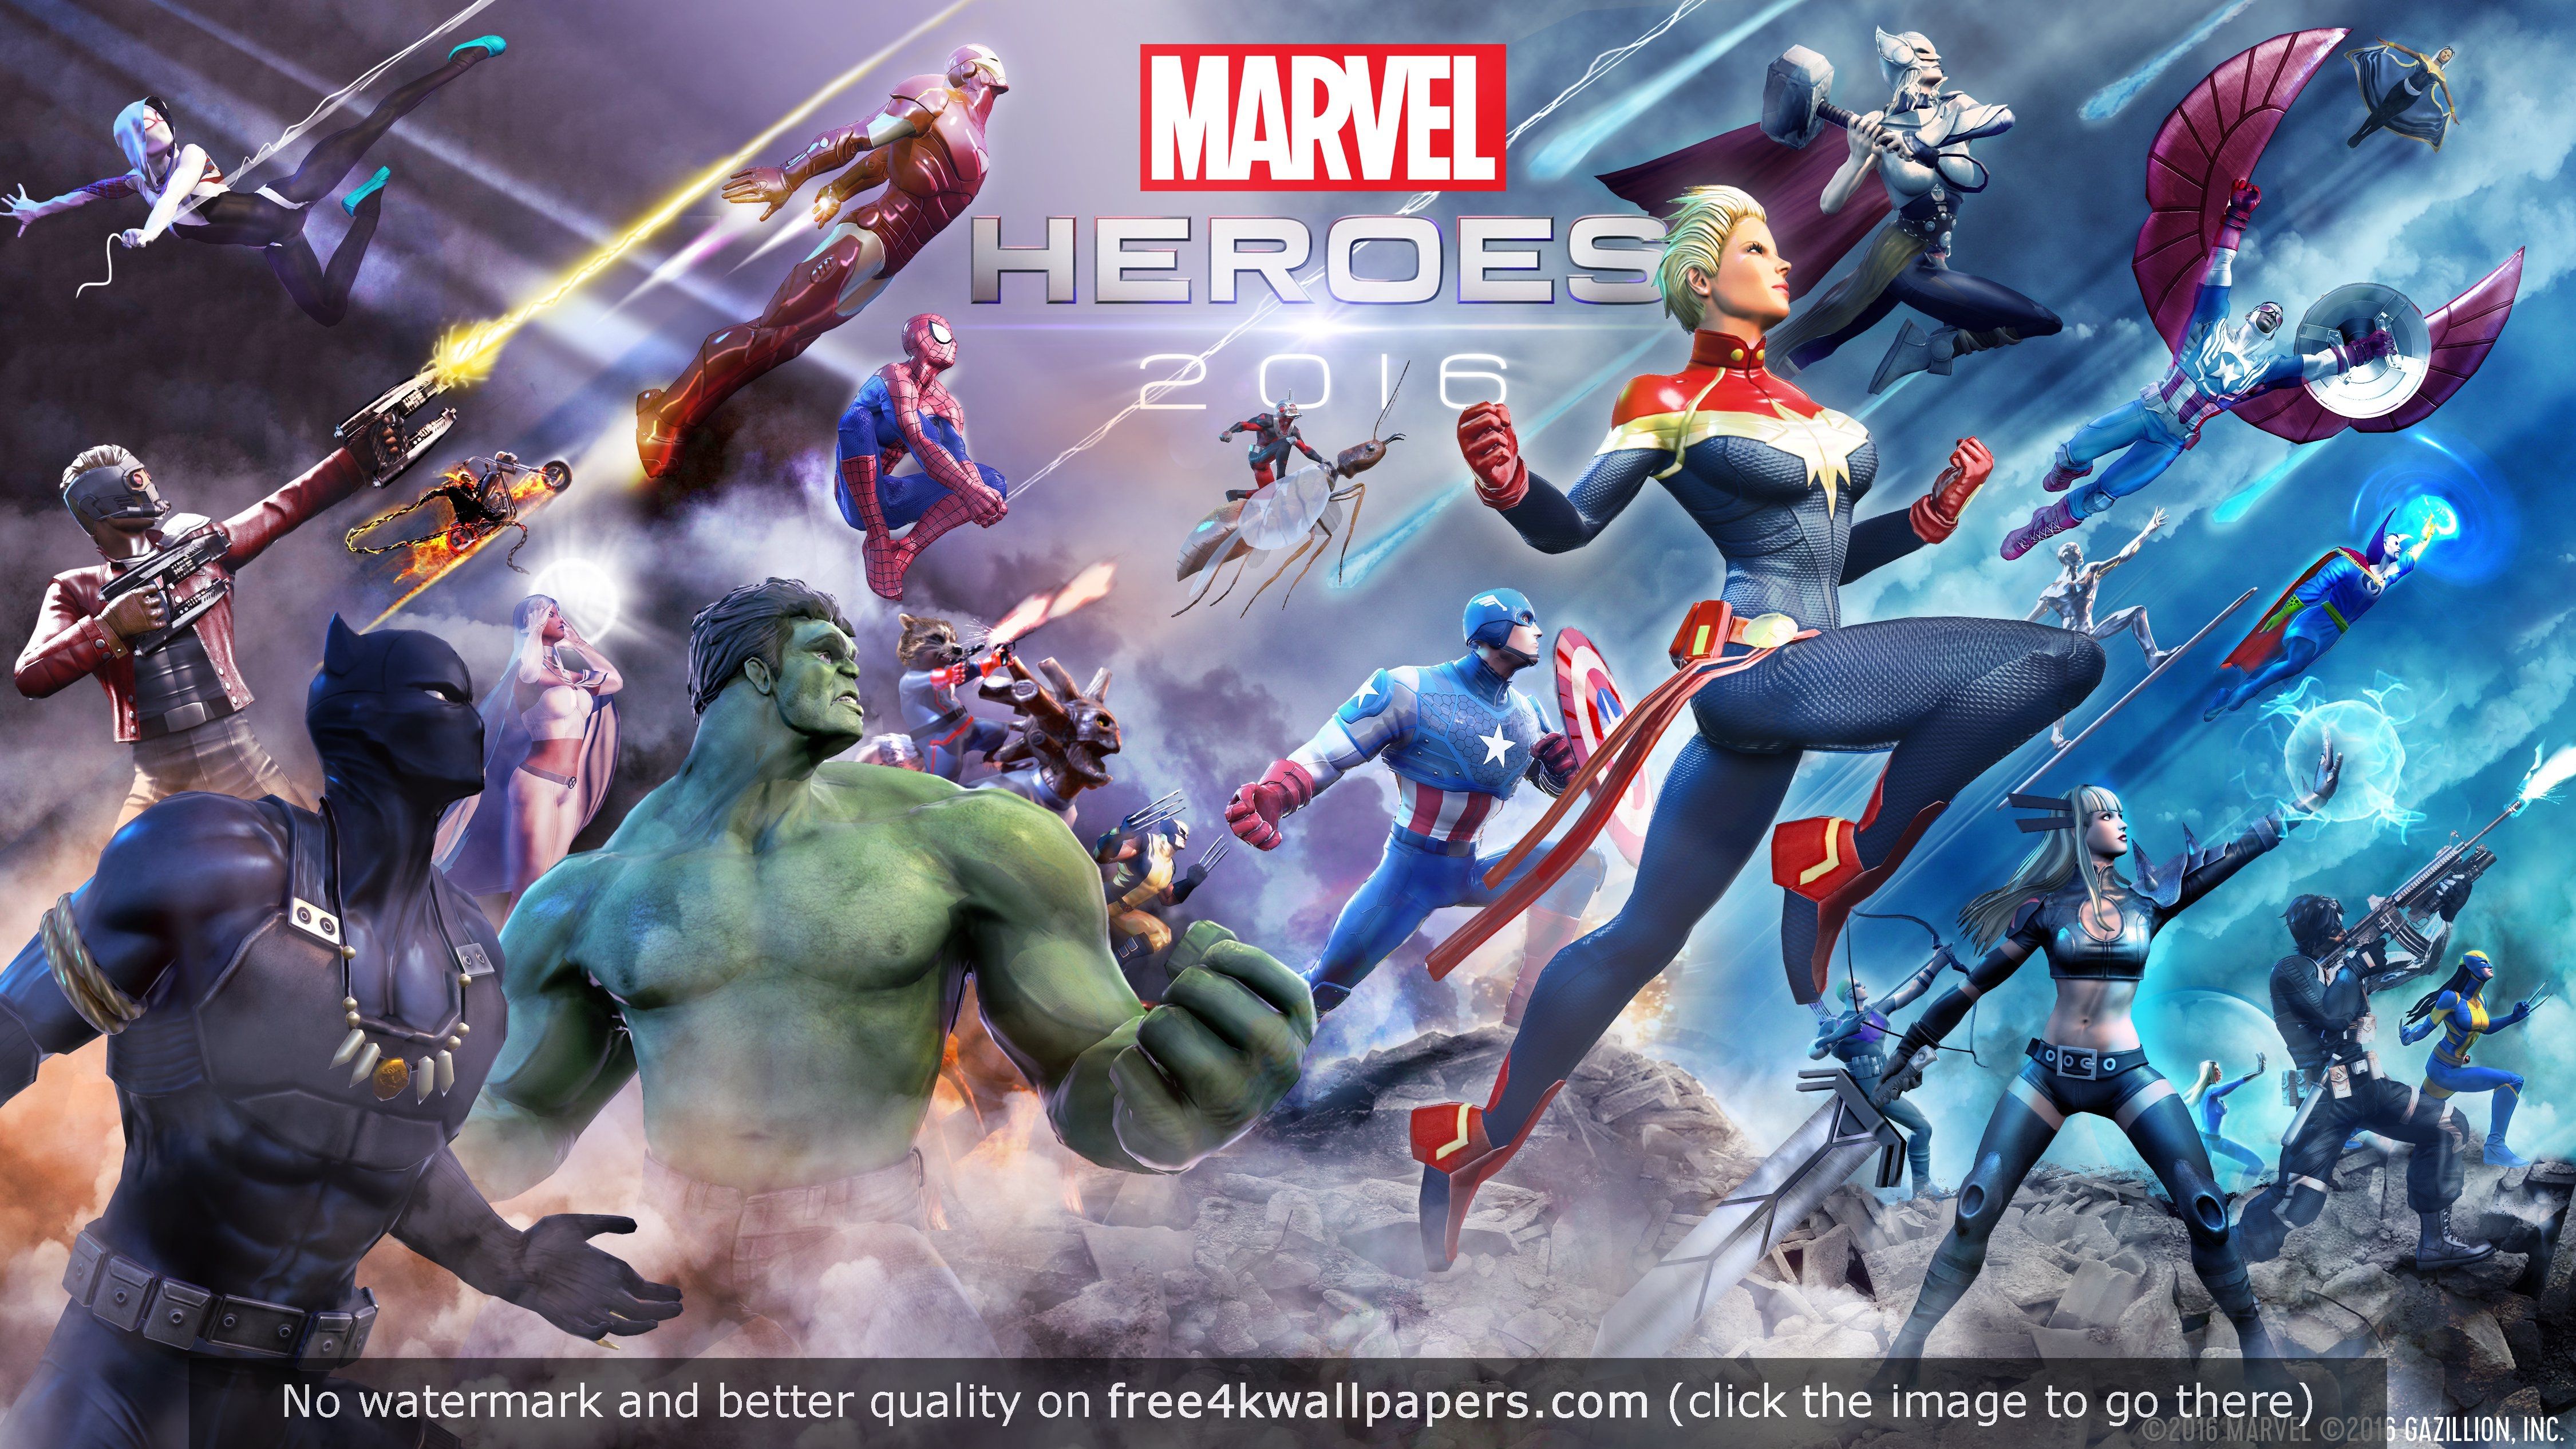 MARVEL
HEROES
2016
No watermark and better quality on free4kwallpapers.com (click the image to go there)
©2016 MARVEL ©2016 GAZILLION, INC.